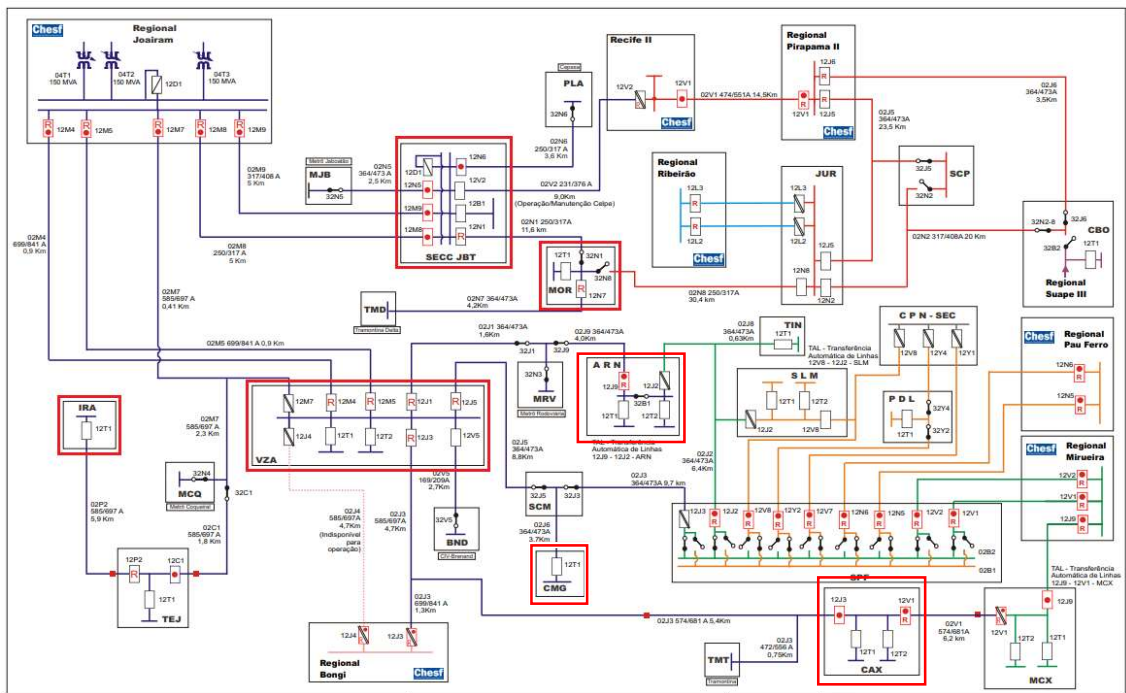 Chesf
Regional
Joairam
04T1
150 MVA
04T2
150 MVA
12D1
04T3
150 MVA
R 12M4
R 12M5
12M7
R 12M8
R 12M9
02M9
317/408 A
5 Km
02M4
699/841 A
0,9 Km
02M8
250/317 A
5 Km
02M7
585/697 A
0,41 Km
02M5 699/841 A 0,9 Km
MJB
32N5
02N5
364/473 A
2,5 Km
PLA
32N6
02N6
250/317 A
3,6 Km
12D1
12N6
12N5
12V2
12M9
12B1
12M8
R 12N1
SECC JBT
02V2 231/376 A
9,0Km
(Operação/Manutenção Celpe)
02N1 250/317A
11,6 km
Recife II
12V2
12V1
Chesf
02V1 474/551A 14,5Km
Regional
Pirapama II
12J6
R
R
12V1
R
12J5
Chesf
02J6
364/473A
3,5Km
02J5
364/473A
23,5 Km
Regional
Ribeirão
12L3
R
12L2
R
Chesf
JUR
12L3
12L2
12J5
12N8
12N2
SCP
32J5
32N2
02N2 317/408A 20 Km
32N2-8
32J6
CBO
32B2
12T1
Regional
Suape III
12T1
32N1
32N8
MOR
R 12N7
02N8 250/317A
30,4 km
TMD
Tramontina Delta
02N7 364/473A
4,2Km
02J1 364/473A
1,6Km
02J9 364/473A
4,0Km
32J1
32J9
32N3
MRV
Metrô Rodoviária
ARN
12J9
R
12J2
32B1
12T1
12T2
TAL - Transferência
Automática de Linhas
12J9 - 12J2 - ARN
02J8
364/473A
0,63Km
TIN
12T1
TAL - Transferência
Automática de Linhas
12V8 - 12J2 - SLM
SLM
12T1
12T2
12J2
12V8
CPN-SEC
12V8
12Y4
12Y1
PDL
12T1
32Y4
32Y2
Chesf
Regional
Pau Ferro
12N6
R
12N5
R
Regional
Mirueira
12V2
R
12V1
R
12J9
R
Chesf
IRA
12T1
02P2
585/697 A
5,9 Km
MCQ
32N4
32C1
02M7
585/697 A
2,3 Km
02C1
585/697 A
1,8 Km
12P2
R
12C1
12T1
TEJ
12M7
R 12M4
R 12M5
R 12J1
R 12J5
12J4
12T1
12T2
R 12J3
12V5
VZA
02J4
585/697A
4,7Km
(Indisponível
para
operação)
02J3
585/697A
4,7Km
02V5
169/209A
2,7Km
32V5
BND
02J5
364/473A
8,8Km
32J5
32J3
SCM
02J3
364/473A 9,7 km
02J6
364/473A
3.7Km
12T1
CMG
02J2
364/473A
6,4Km
12J3
12J2
12V8
12Y2
12V7
12N6
12N5
12V2
12V1
02B2
02B1
SPF
02J3
699/841 A
1,3Km
12J4
12J3
Regional
Bongi
Chesf
02J3 574/681 A 5,4Km
02J3
472/556 A
0,75Km
TMT
Tramontina
12J3
12V1
R
12T1
12T2
CAX
02V1
574/681A
6,2 km
TAL - Transferência
Automática de Linhas
12J9 - 12V1 - MCX
12J9
12V1
12T2
12T1
MCX